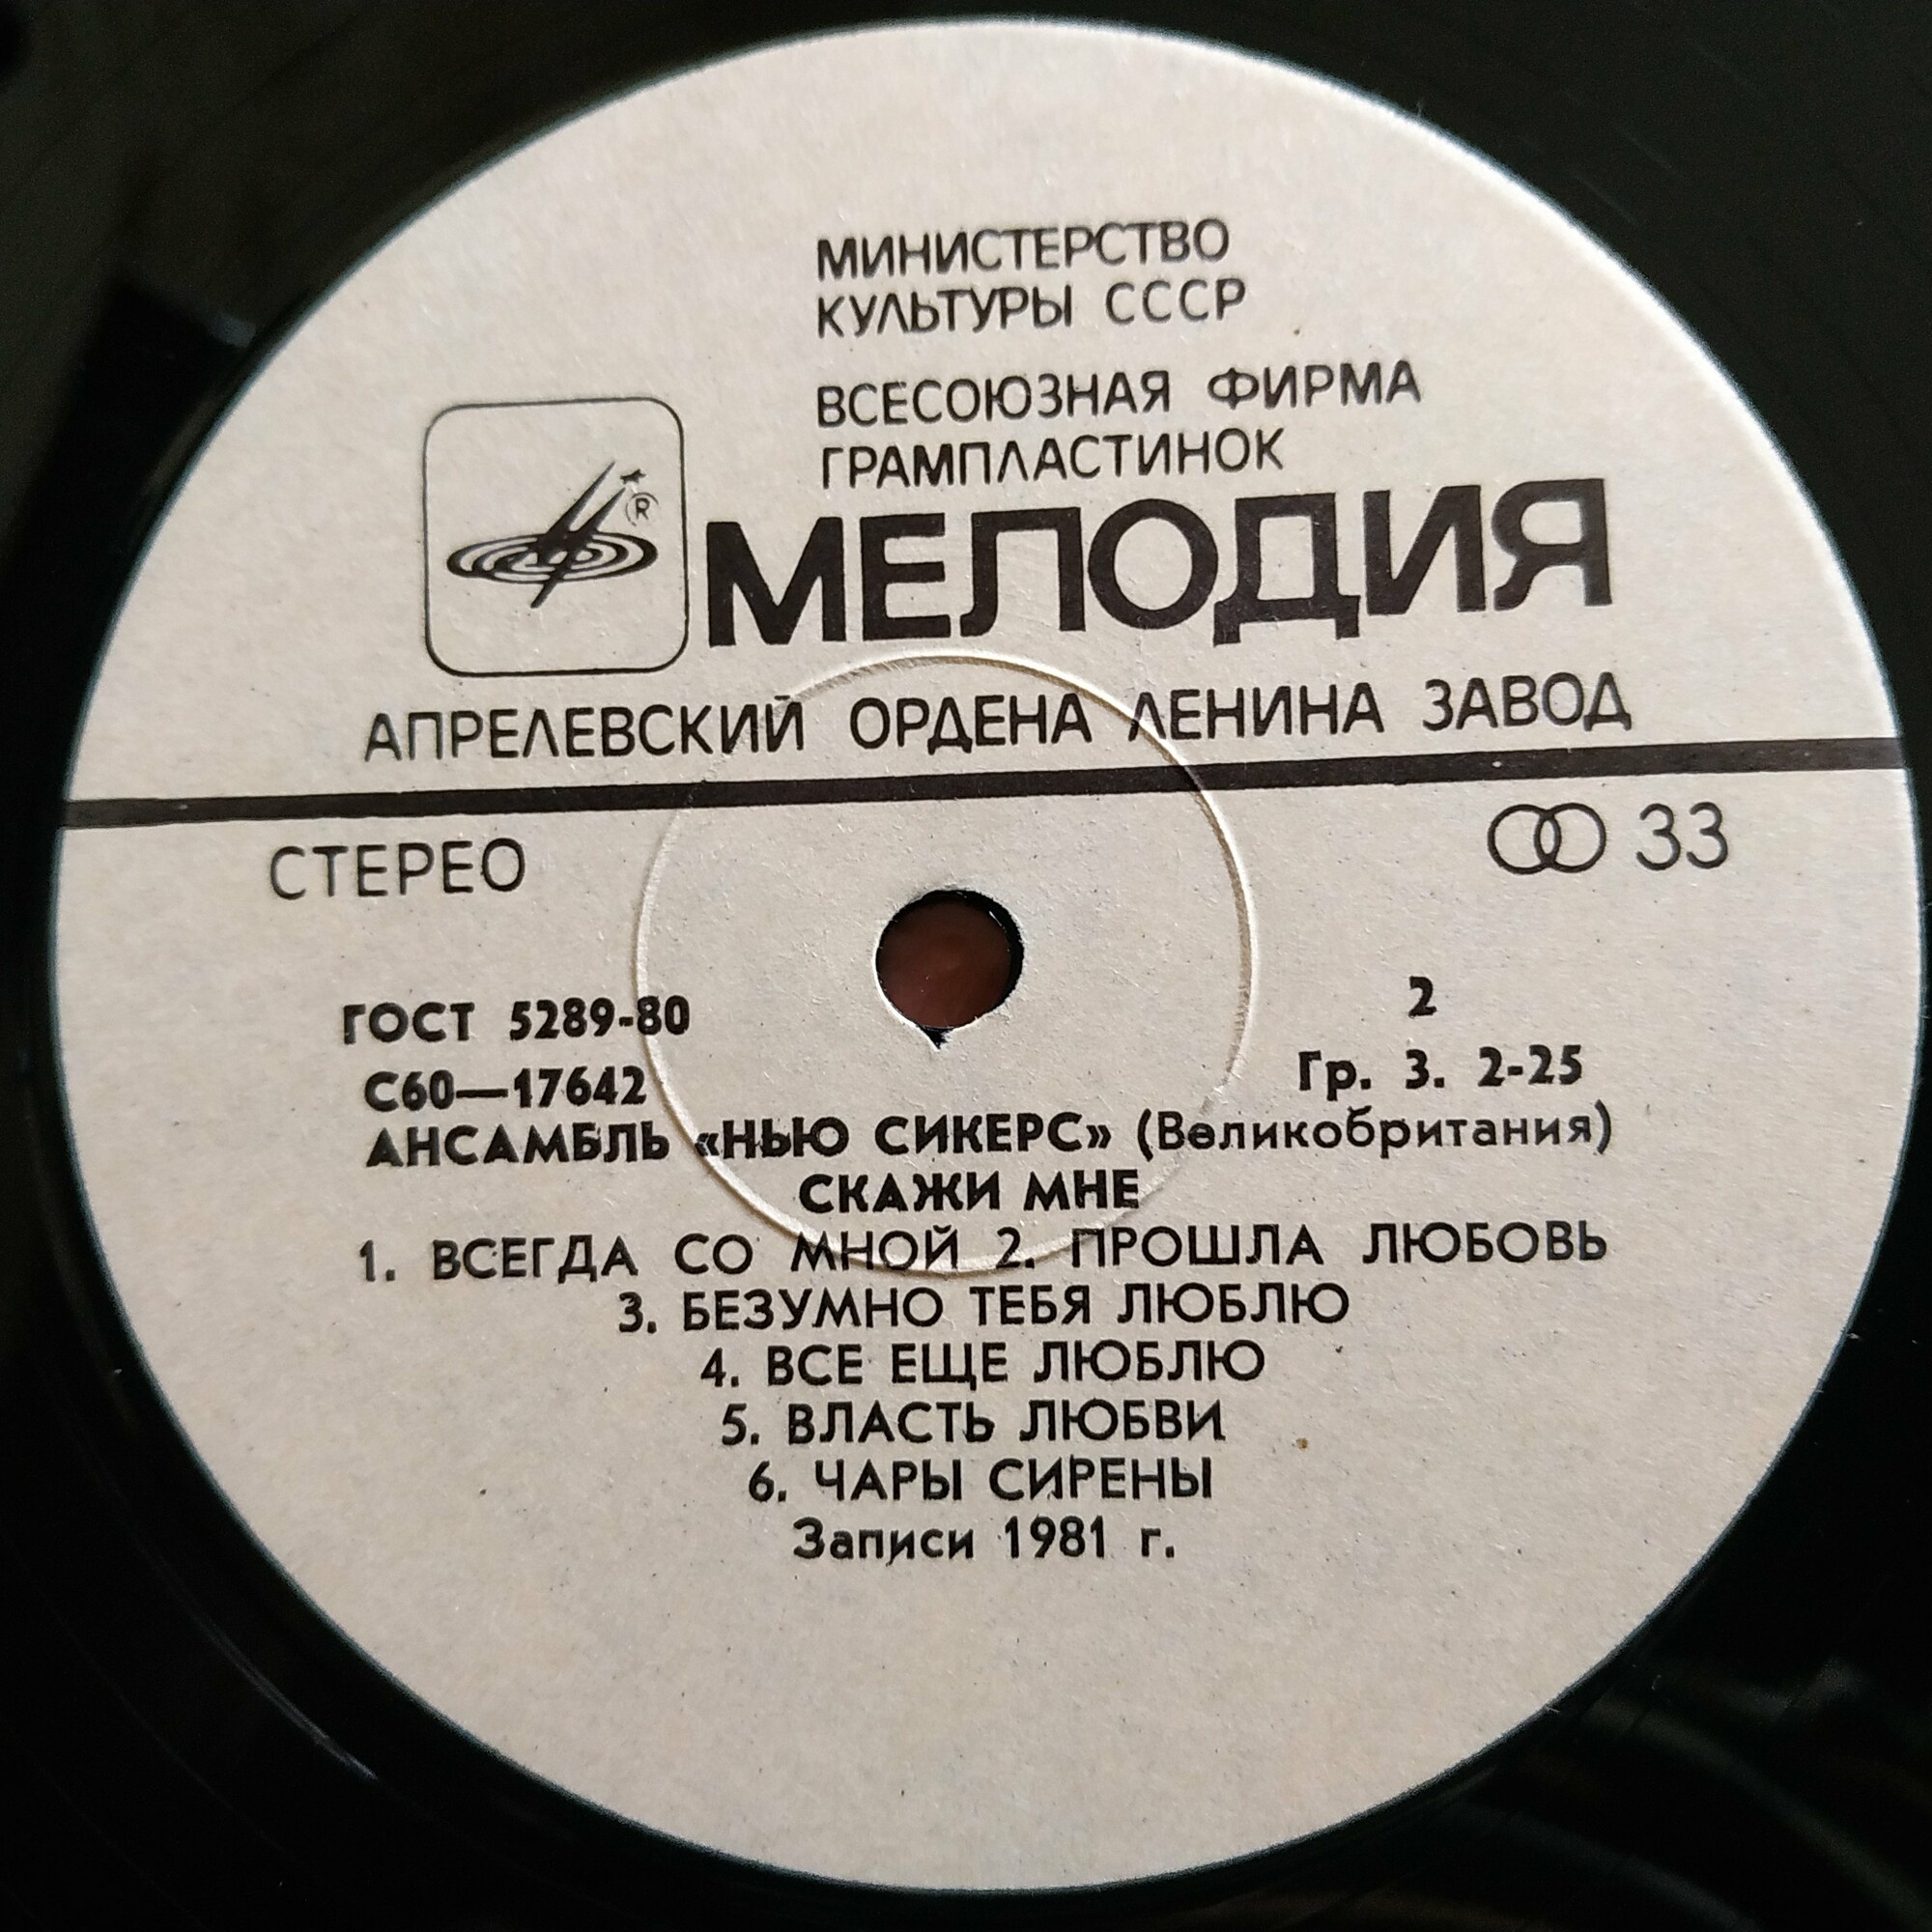 МИНИСТЕРСТВО
КУЛЬТУРЫ СССР
ВСЕСОЮЗНАЯ ФИРМА
ГРАМПЛАСТИНОК
®
МЕЛОДИЯ
АПРЕЛЕВСКИЙ ОРДЕНА ЛЕНИНА ЗАВОД
СТЕРЕО
33
ГОСТ 5289-80
2
С60—17642
Гр. 3. 2-25
АНСАМБЛЬ «НЬЮ СИКЕРС» (Великобритания)
СКАЖИ МНЕ
1. ВСЕГДА СО МНОЙ 2. ПРОШЛА ЛЮБОВЬ
3. БЕЗУМНО ТЕБЯ ЛЮБЛЮ
4. ВСЕ ЕЩЕ ЛЮБЛЮ
5. ВЛАСТЬ ЛЮБВИ
6. ЧАРЫ СИРЕНЫ
Записи 1981 г.